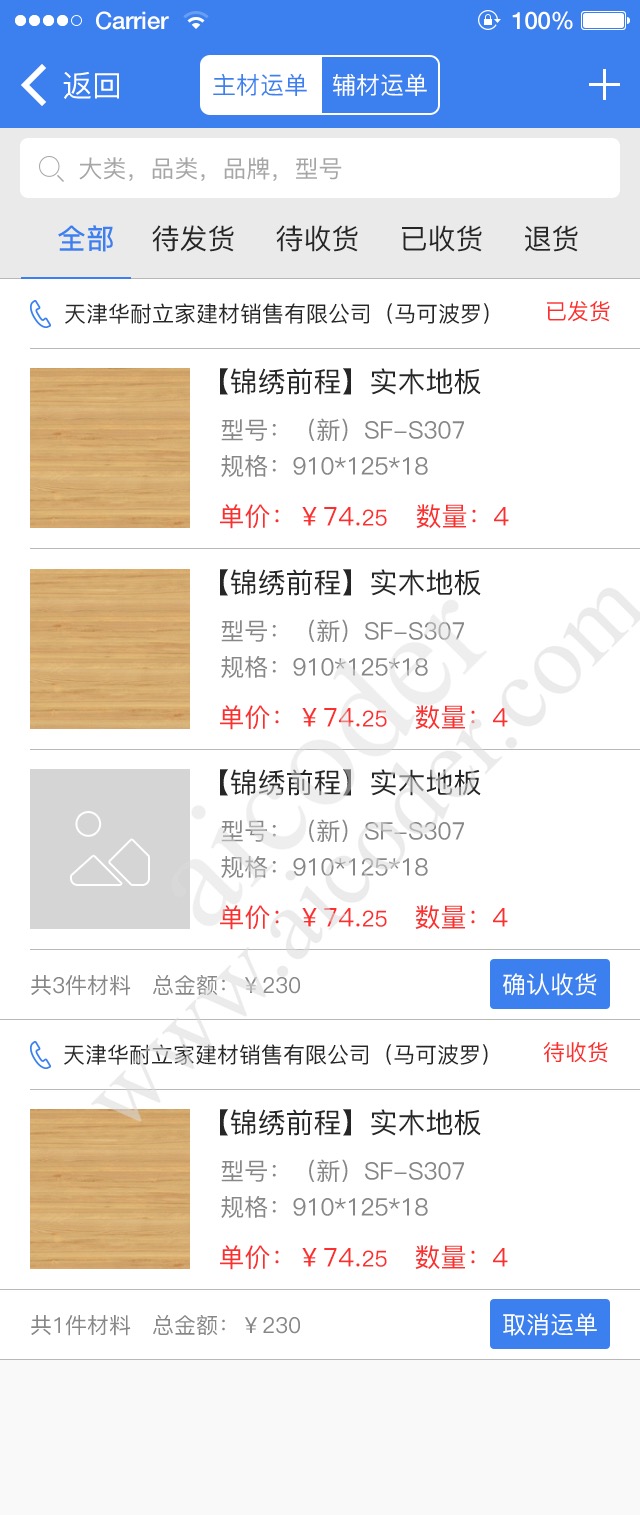 Carrier 100%
返回 主材运单 辅材运单
大类，品类，品牌，型号
全部 待发货 待收货 已收货 退货
天津华耐立家建材销售有限公司（马可波罗） 已发货
【锦绣前程】实木地板
型号：（新）SF-S307
规格：910*125*18
单价：￥74.25 数量：4
【锦绣前程】实木地板
型号：（新）SF-S307
规格：910*125*18
单价：￥74.25 数量：4
【锦绣前程】实木地板
型号：（新）SF-S307
规格：910*125*18
单价：￥74.25 数量：4
共3件材料 总金额：￥230 确认收货
天津华耐立家建材销售有限公司（马可波罗） 待收货
【锦绣前程】实木地板
型号：（新）SF-S307
规格：910*125*18
单价：￥74.25 数量：4
共1件材料 总金额：￥230 取消运单
aicoder
www.aicoder.com